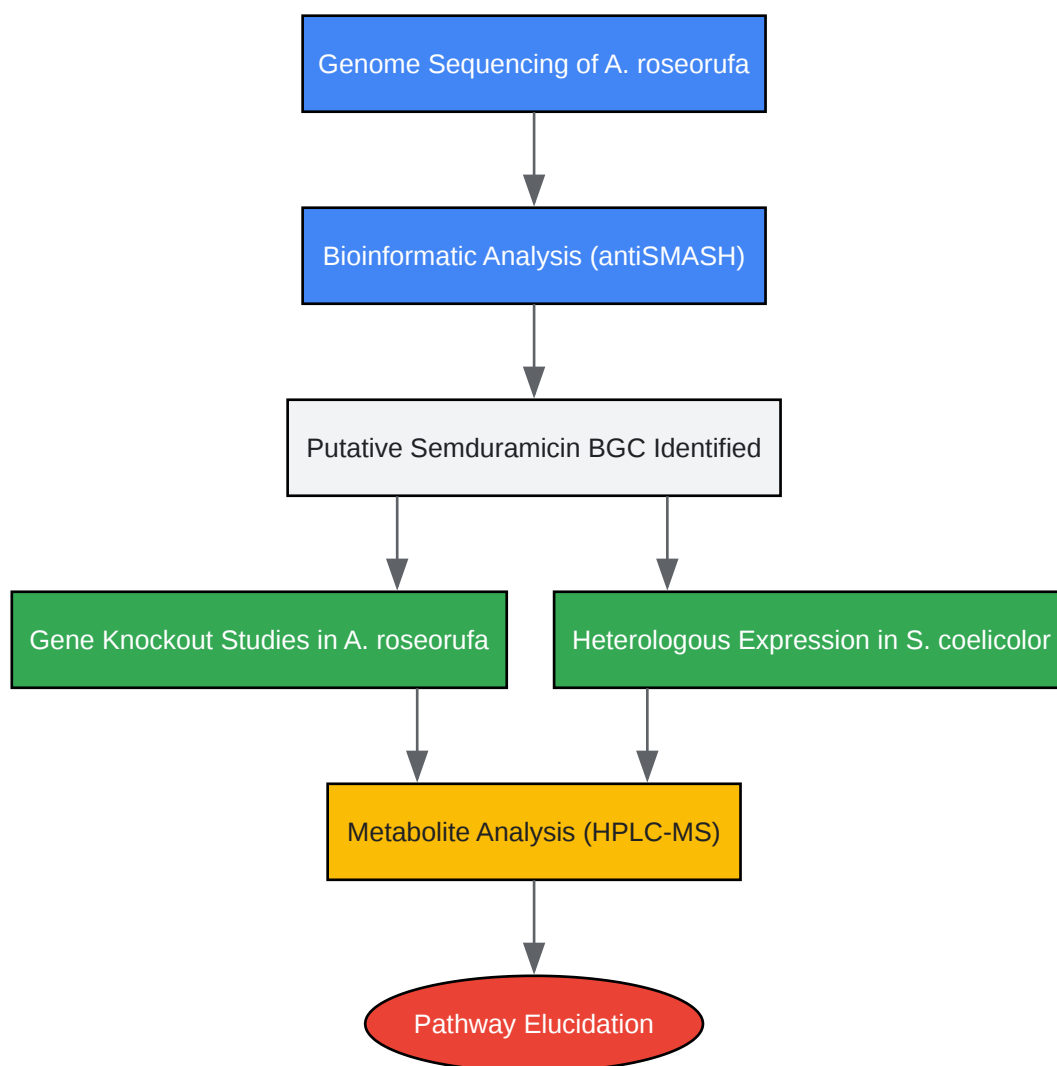 Genome Sequencing of A. roseorufa
Bioinformatic Analysis (antiSMASH)
Putative Semduramicin BGC Identified
Gene Knockout Studies in A. roseorufa
Heterologous Expression in S. coelicolor
Metabolite Analysis (HPLC-MS)
Pathway Elucidation